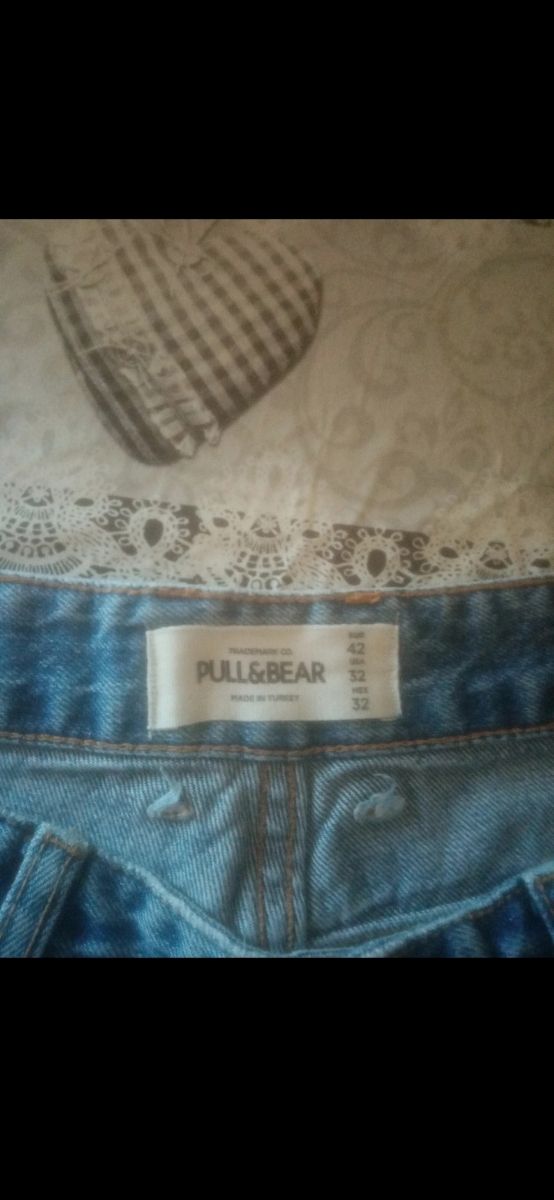 TRADEMARK CO.
PULL&BEAR
MADE IN TURKEY
EUR
42
USA
32
MEX
32